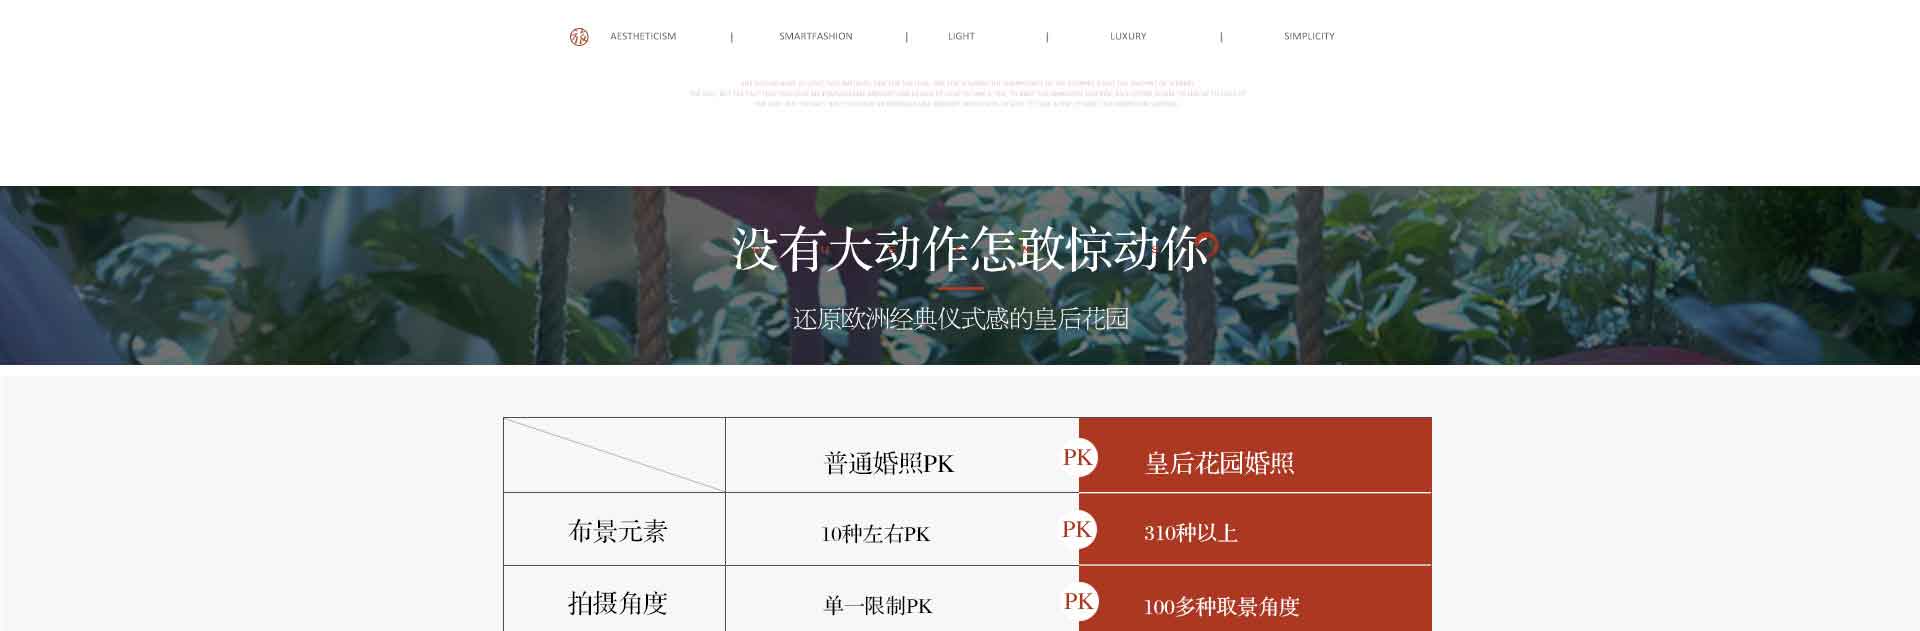 福 AESTHETICISM | SMARTFASHION | LIGHT | LUXURY | SIMPLICITY
没有大动作怎敢惊动你
还原欧洲经典仪式感的皇后花园
普通婚照PK PK 皇后花园婚照
布景元素 10种左右PK PK 310种以上
拍摄角度 单一限制PK PK 100多种取景角度